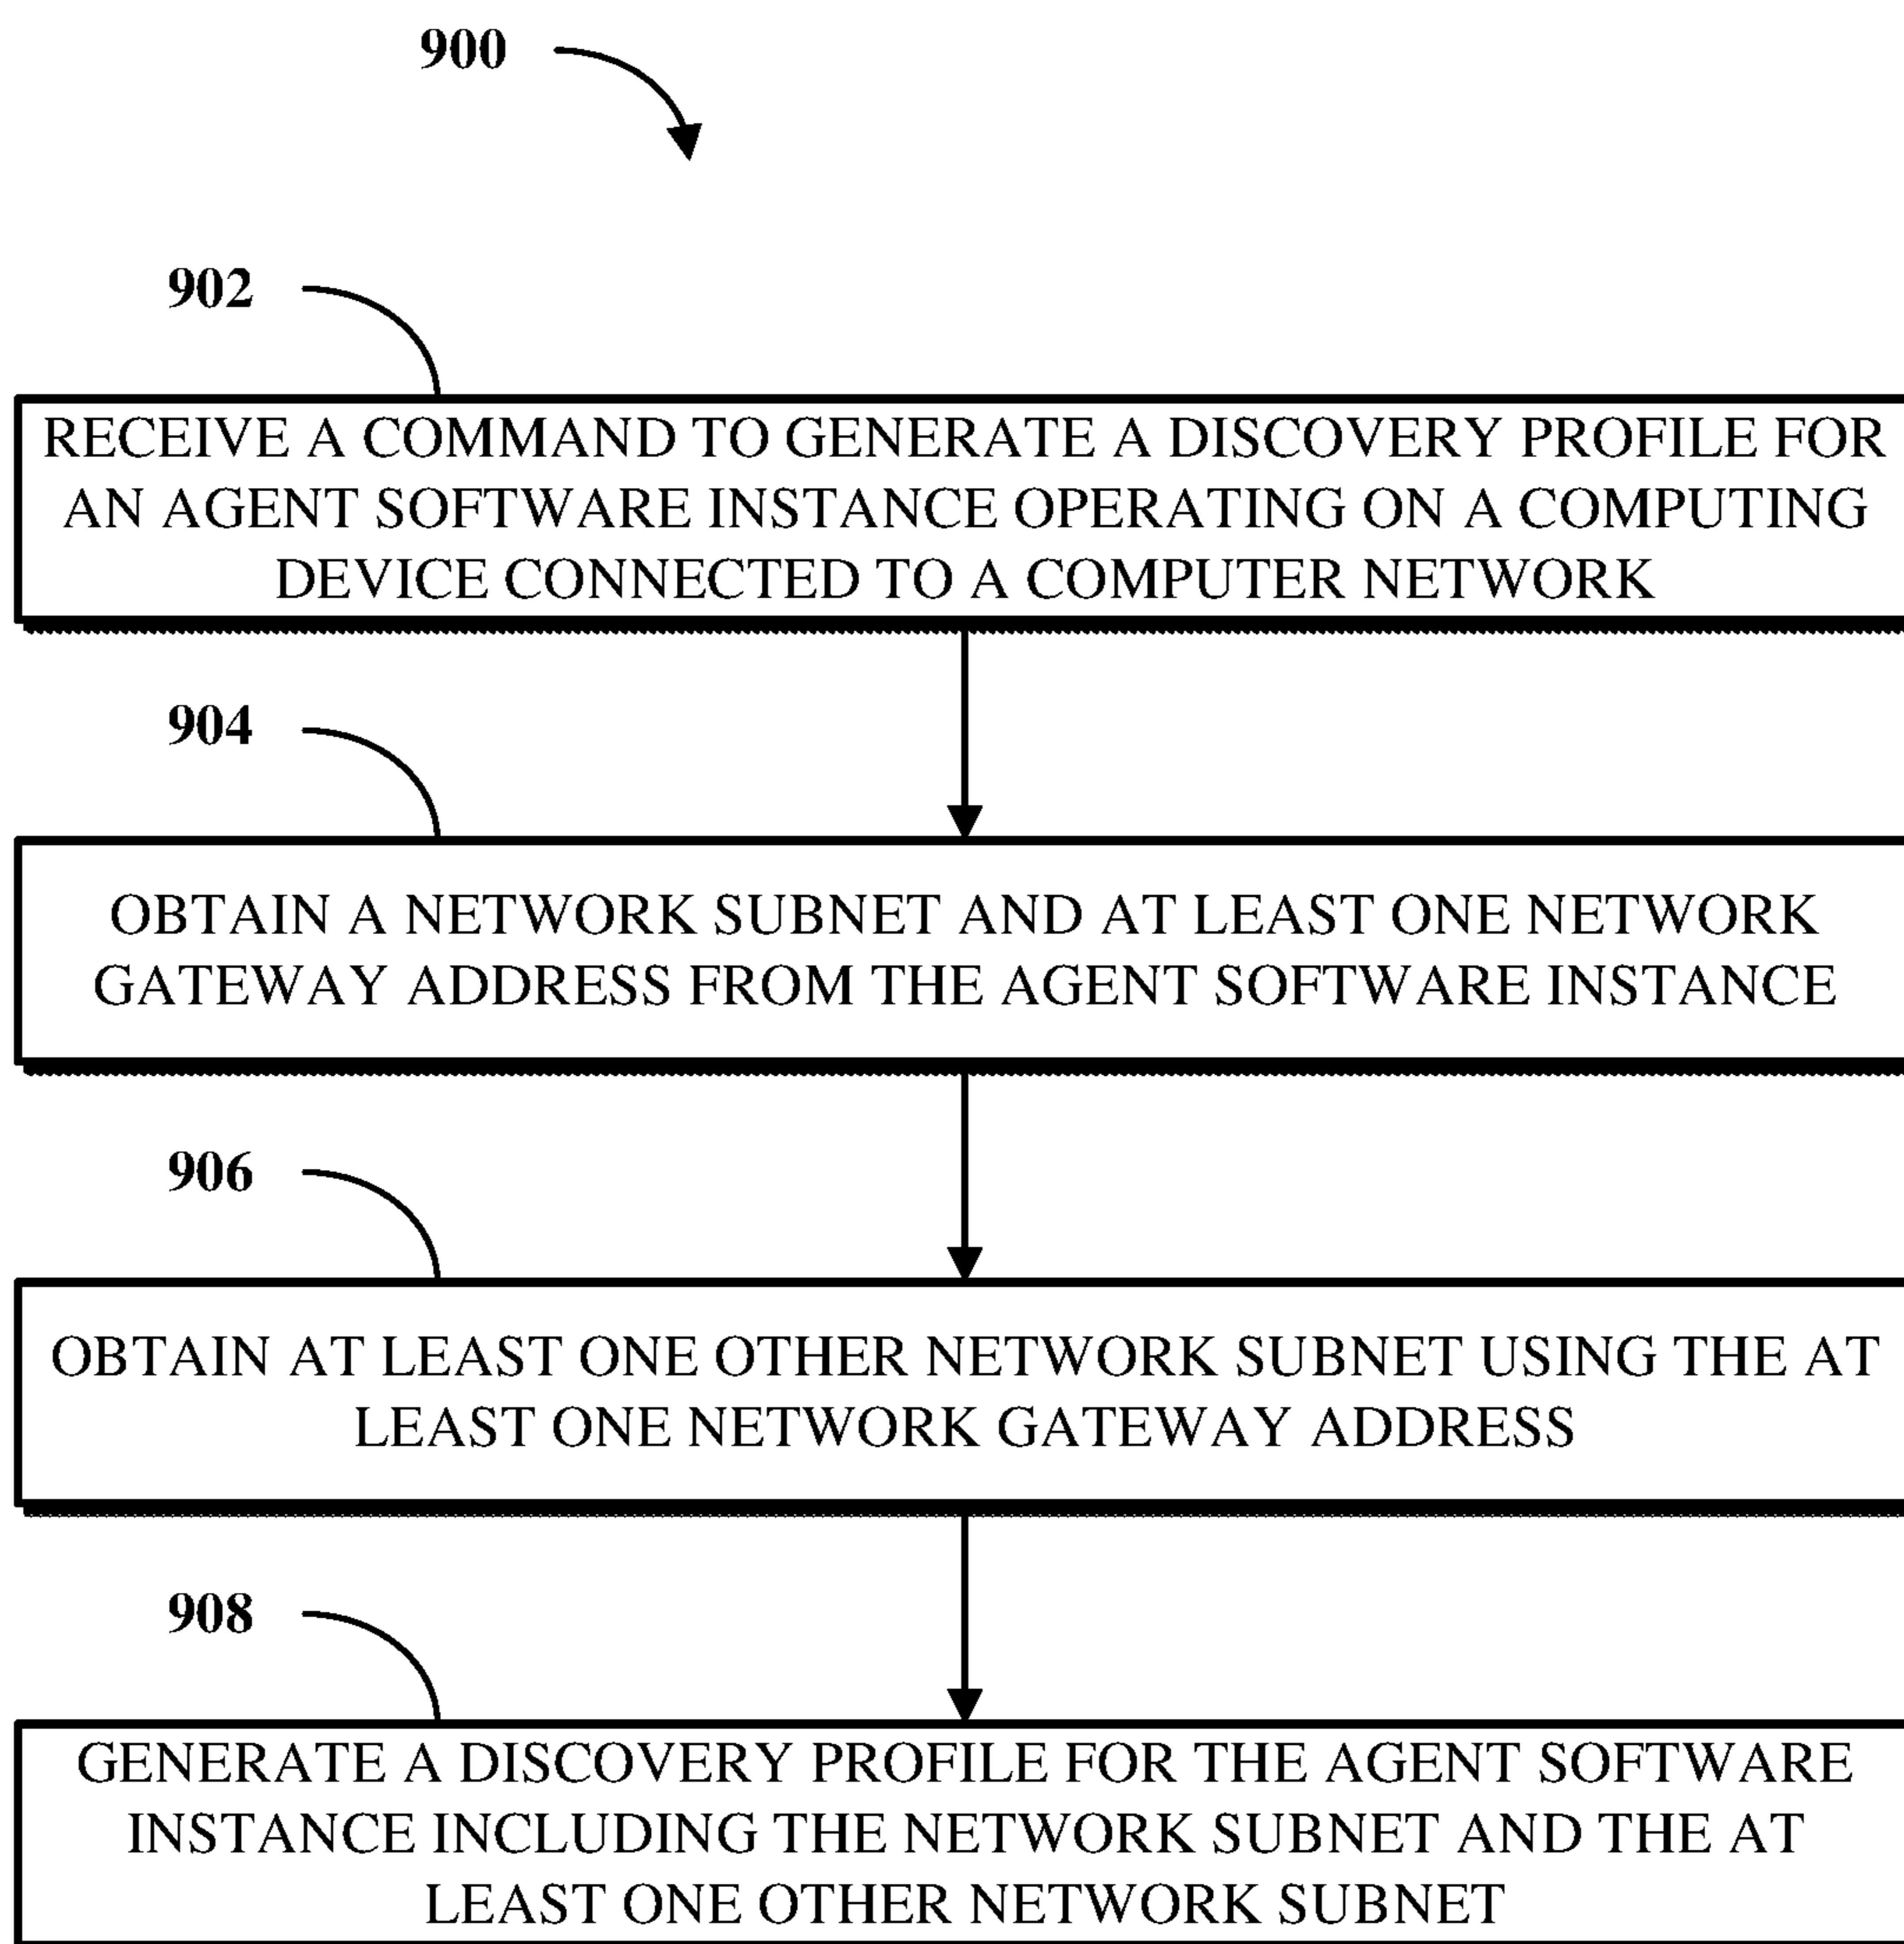 900
902
RECEIVE A COMMAND TO GENERATE A DISCOVERY PROFILE FOR
AN AGENT SOFTWARE INSTANCE OPERATING ON A COMPUTING
DEVICE CONNECTED TO A COMPUTER NETWORK
904
OBTAIN A NETWORK SUBNET AND AT LEAST ONE NETWORK
GATEWAY ADDRESS FROM THE AGENT SOFTWARE INSTANCE
906
OBTAIN AT LEAST ONE OTHER NETWORK SUBNET USING THE AT
LEAST ONE NETWORK GATEWAY ADDRESS
908
GENERATE A DISCOVERY PROFILE FOR THE AGENT SOFTWARE
INSTANCE INCLUDING THE NETWORK SUBNET AND THE AT
LEAST ONE OTHER NETWORK SUBNET